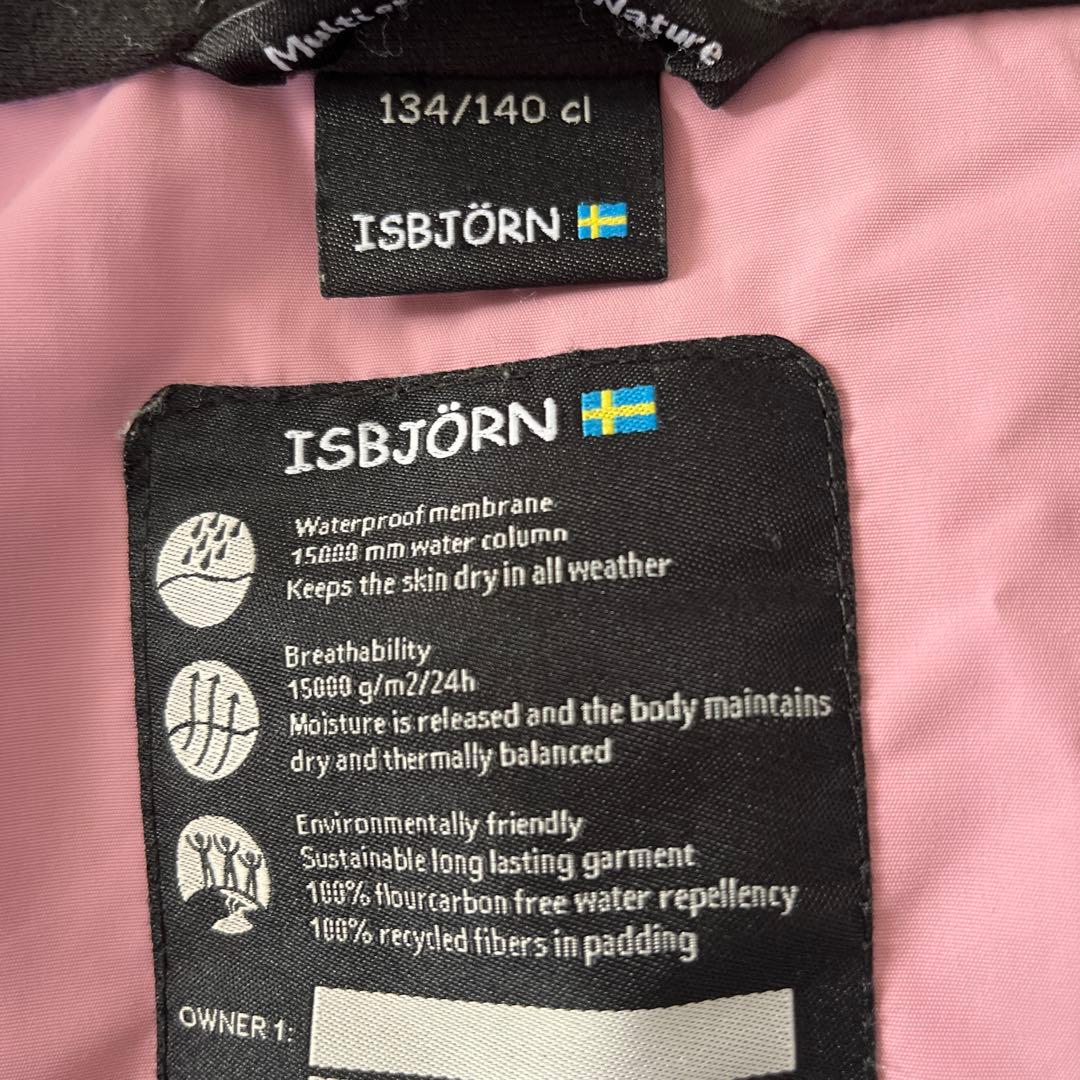 Nature
134/140 cl
ISBJÖRN
ISBJÖRN
Waterproof membrane
15000 mm water column
Keeps the skin dry in all weather
Breathability
15000 g/m2/24h
Moisture is released and the body maintains
dry and thermally balanced
Environmentally friendly
Sustainable long lasting garment
100% flourcarbon free water repellency
100% recycled fibers in padding
OWNER 1: